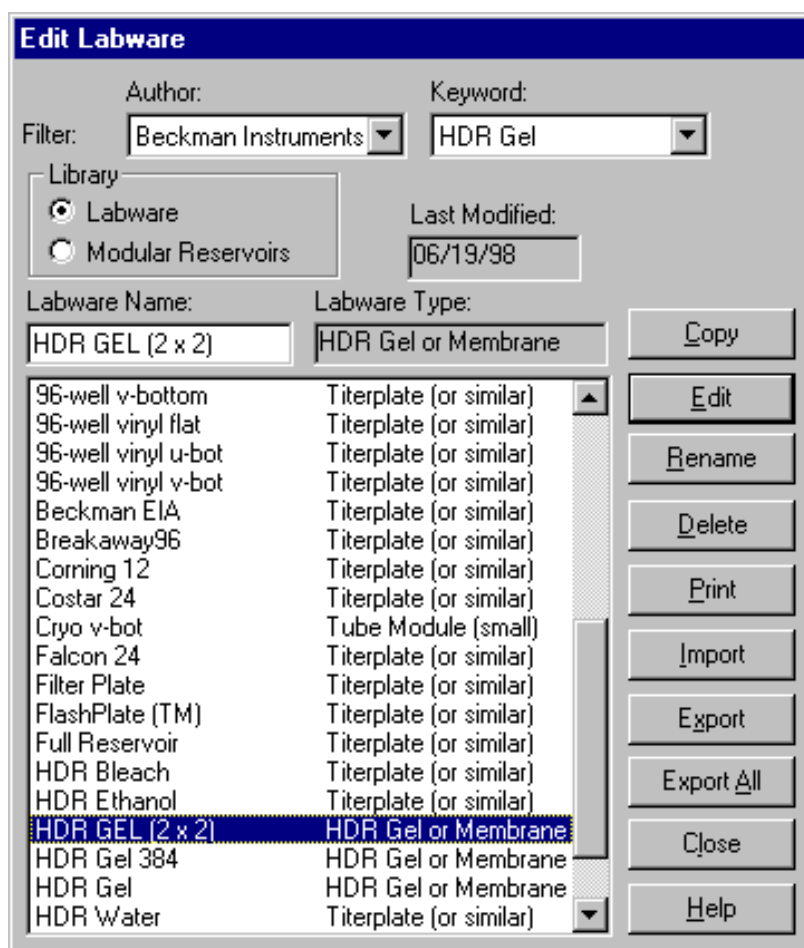 Edit Labware
Author: Keyword:
Filter: Beckman Instruments HDR Gel
Library
Labware
Modular Reservoirs
Last Modified:
06/19/98
Labware Name: Labware Type:
HDR GEL (2 x 2) HDR Gel or Membrane
96-well v-bottom Titerplate (or similar)
96-well vinyl flat Titerplate (or similar)
96-well vinyl u-bot Titerplate (or similar)
96-well vinyl v-bot Titerplate (or similar)
Beckman EIA Titerplate (or similar)
Breakaway96 Titerplate (or similar)
Corning 12 Titerplate (or similar)
Costar 24 Titerplate (or similar)
Cryo v-bot Tube Module (small)
Falcon 24 Titerplate (or similar)
Filter Plate Titerplate (or similar)
FlashPlate (TM) Titerplate (or similar)
Full Reservoir Titerplate (or similar)
HDR Bleach Titerplate (or similar)
HDR Ethanol Titerplate (or similar)
HDR GEL (2 x 2) HDR Gel or Membrane
HDR Gel 384 HDR Gel or Membrane
HDR Gel HDR Gel or Membrane
HDR Water Titerplate (or similar)
Copy
Edit
Rename
Delete
Print
Import
Export
Export All
Close
Help